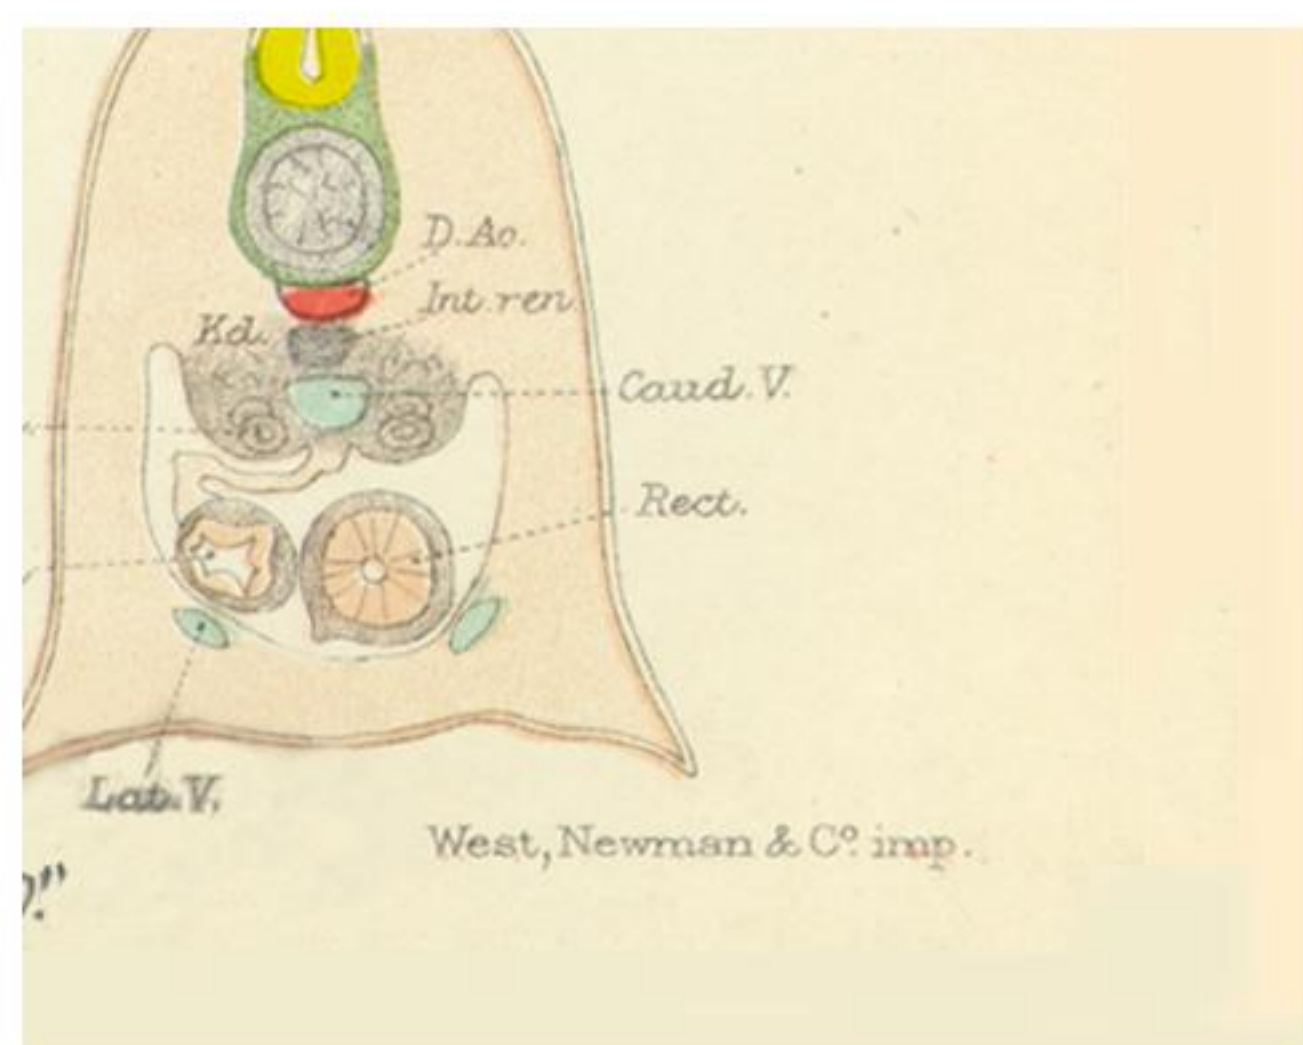 D.Ao.
Int.ren
Kd.
Caud.V.
Rect.
Lat.V.
West, Newman & Cº imp.